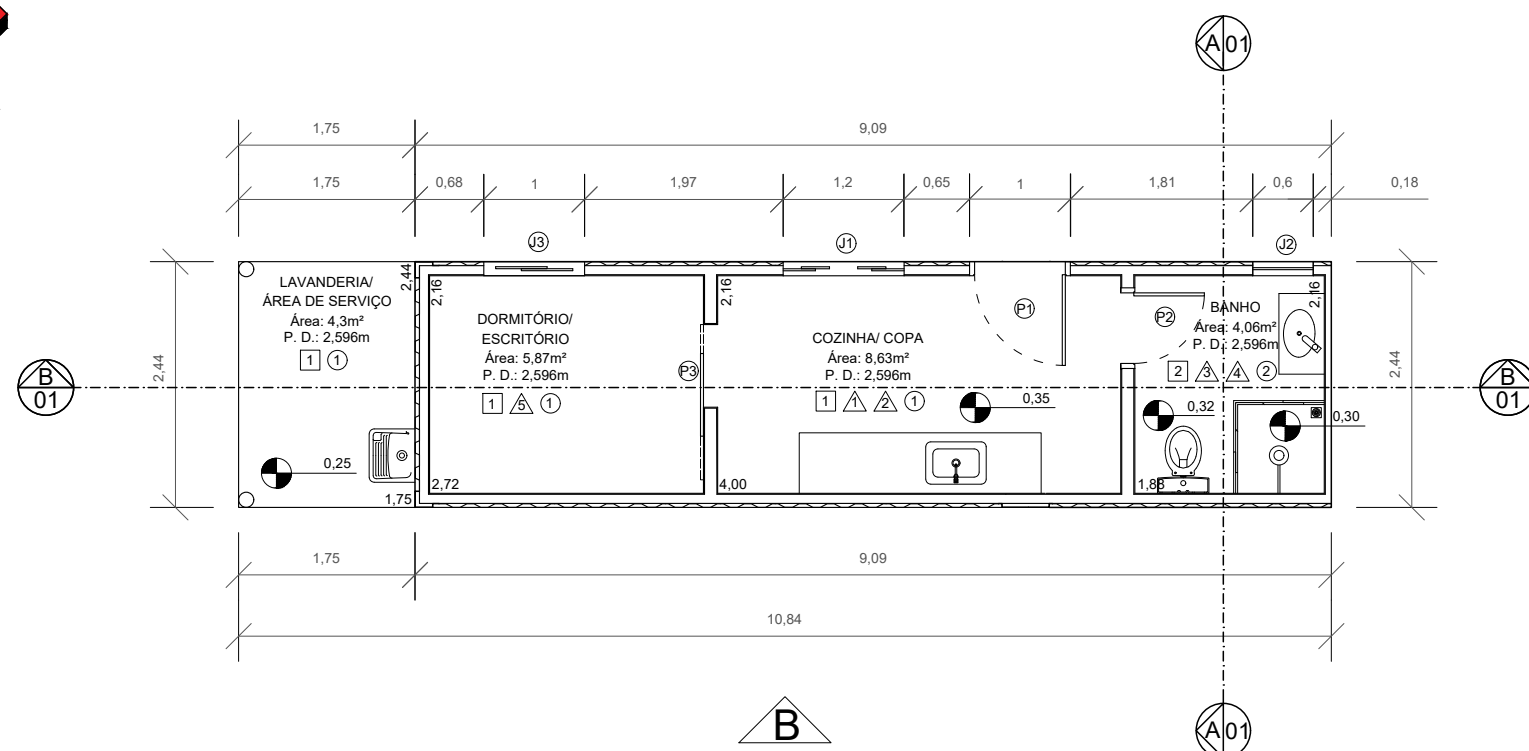 A 01
1,75
9,09
1,75
0,68
1
1,97
1,2
0,65
1
1,81
0,6
0,18
J3
J1
J2
LAVANDERIA/
ÁREA DE SERVIÇO
Área: 4,3m²
P. D.: 2,596m
1 1
2,44
2,16
DORMITÓRIO/
ESCRITÓRIO
Área: 5,87m²
P. D.: 2,596m
1 5 1
P3
2,16
COZINHA/ COPA
Área: 8,63m²
P. D.: 2,596m
1 1 2 1
P1
P2
BANHO
Área: 4,06m²
P. D.: 2,596m
2 3 4 2
2,16
2,44
2,44
B
01
B
01
0,25
0,35
0,32
0,30
1,75
2,72
4,00
1,88
1,75
9,09
10,84
B
A 01